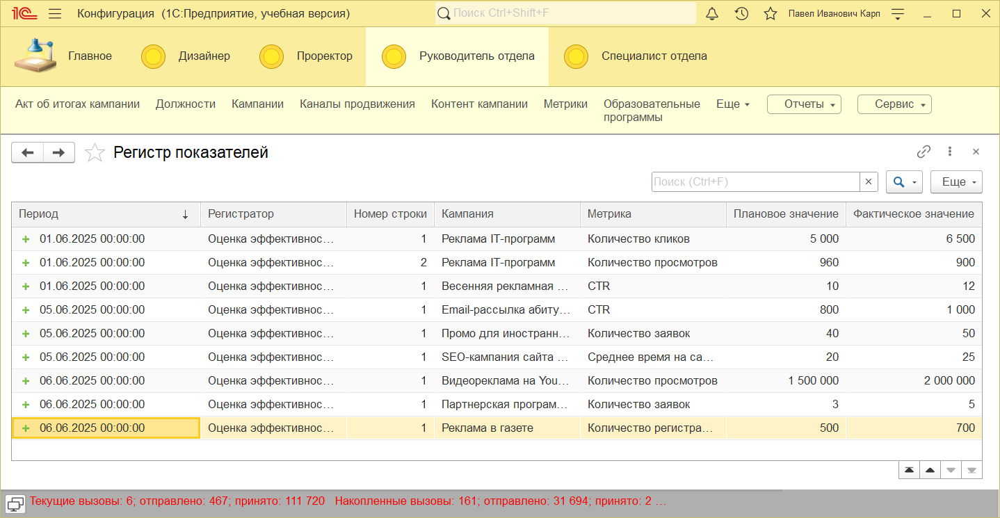 1С Конфигурация (1С:Предприятие, учебная версия) Поиск Ctrl+Shift+F Павел Иванович Карп
Главное Дизайнер Проректор Руководитель отдела Специалист отдела
Акт об итогах кампании Должности Кампании Каналы продвижения Контент кампании Метрики Образовательные программы Еще Отчеты Сервис
Регистр показателей
Поиск (Ctrl+F) × Еще
Период ↓ Регистратор Номер строки Кампания Метрика Плановое значение Фактическое значение
01.06.2025 00:00:00 Оценка эффективнос... 1 Реклама IT-программ Количество кликов 5 000 6 500
01.06.2025 00:00:00 Оценка эффективнос... 2 Реклама IT-программ Количество просмотров 960 900
01.06.2025 00:00:00 Оценка эффективнос... 1 Весенняя рекламная ... CTR 10 12
05.06.2025 00:00:00 Оценка эффективнос... 1 Email-рассылка абиту... CTR 800 1 000
05.06.2025 00:00:00 Оценка эффективнос... 1 Промо для иностранн... Количество заявок 40 50
05.06.2025 00:00:00 Оценка эффективнос... 1 SEO-кампания сайта ... Среднее время на са... 20 25
06.06.2025 00:00:00 Оценка эффективнос... 1 Видеореклама на You... Количество просмотров 1 500 000 2 000 000
06.06.2025 00:00:00 Оценка эффективнос... 1 Партнерская програм... Количество заявок 3 5
06.06.2025 00:00:00 Оценка эффективнос... 1 Реклама в газете Количество регистра... 500 700
Текущие вызовы: 6; отправлено: 467; принято: 111 720 Накопленные вызовы: 161; отправлено: 31 694; принято: 2 ...